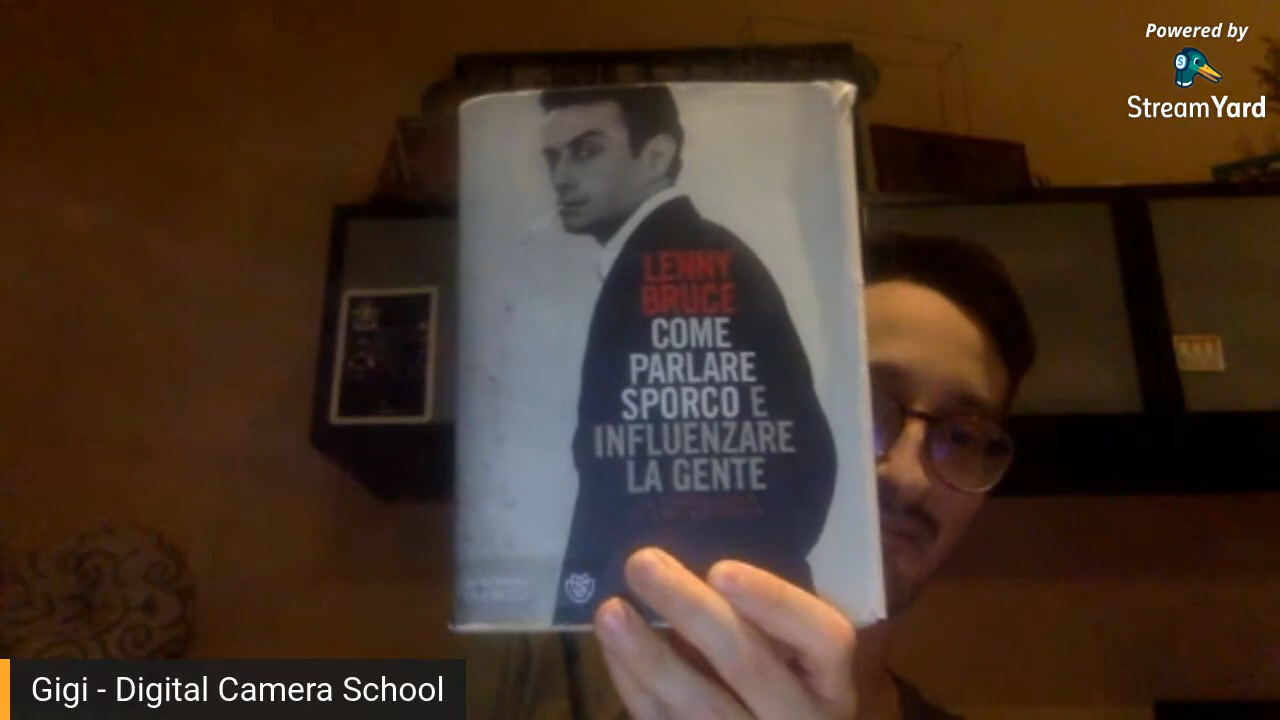 Powered by
StreamYard
LENNY
BRUCE
COME
PARLARE
SPORCO E
INFLUENZARE
LA GENTE
Gigi - Digital Camera School